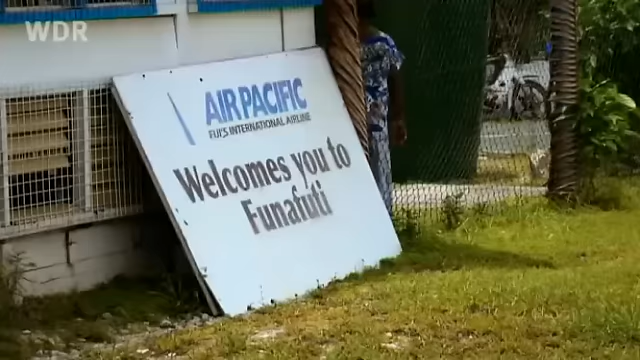 WDR
AIR PACIFIC
FIJI'S INTERNATIONAL AIRLINE
Welcomes you to
Funafuti